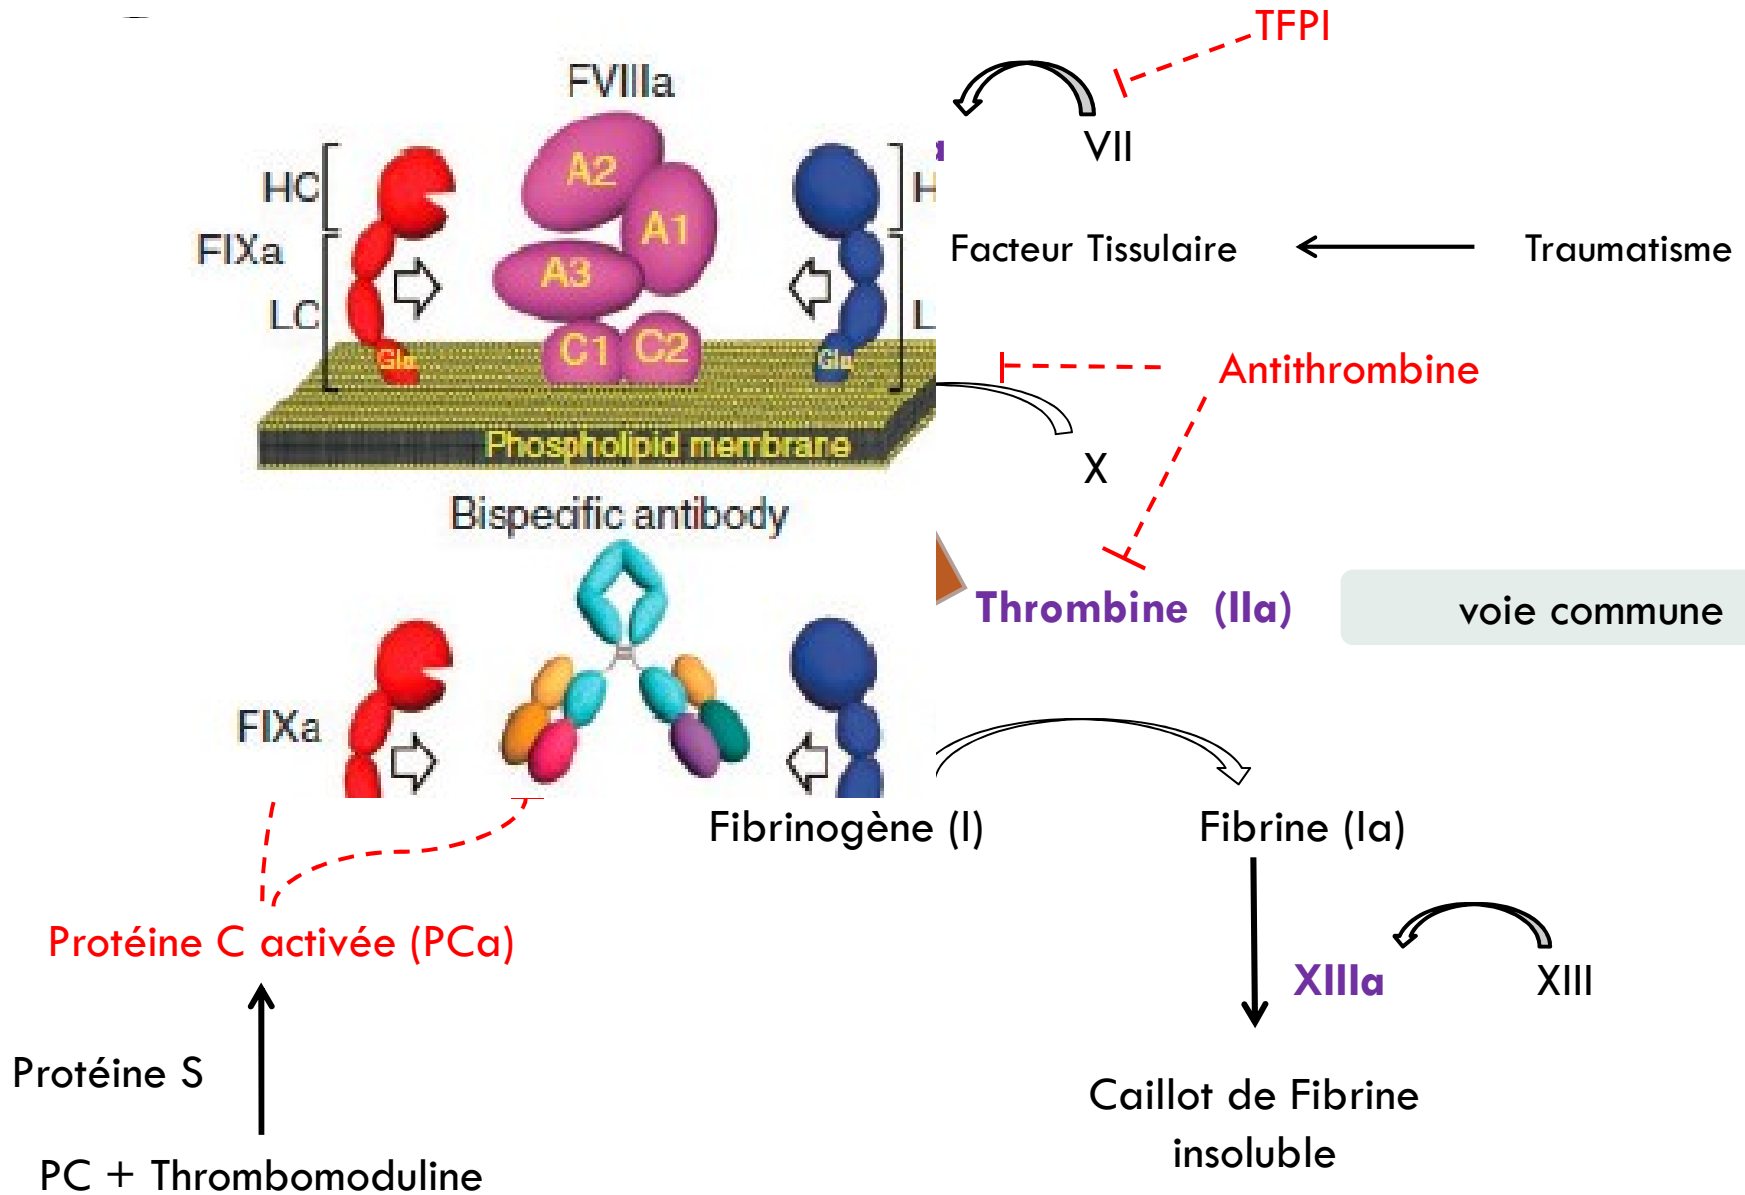 TFPI
FVIIIa
A2
VII
HC
H
A1
FIXa
Facteur Tissulaire
Traumatisme
A3
LC
L
C1
C2
Gla
Gla
Antithrombine
Phospholipid membrane
X
Bispecific antibody
Thrombine (IIa)
voie commune
FIXa
Fibrinogène (I)
Fibrine (Ia)
Protéine C activée (PCa)
XIIIa
XIII
Protéine S
Caillot de Fibrine
insoluble
PC + Thrombomoduline